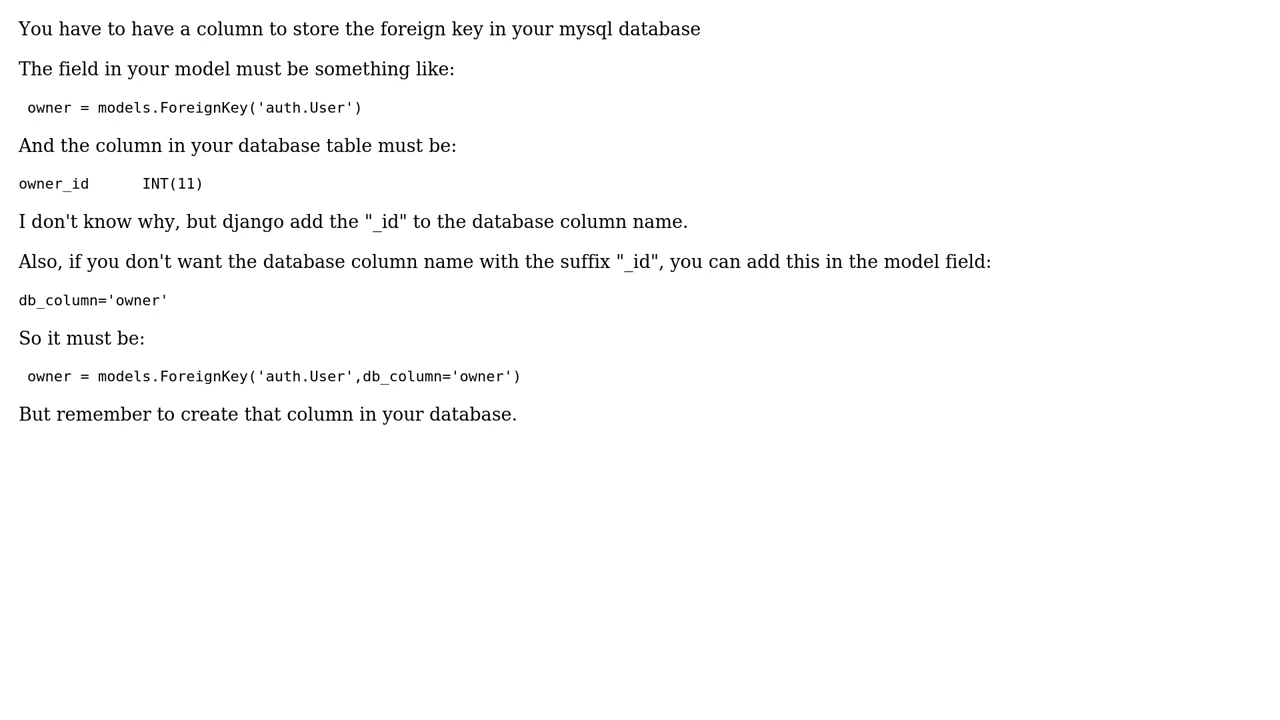 You have to have a column to store the foreign key in your mysql database
The field in your model must be something like:
owner = models.ForeignKey('auth.User')
And the column in your database table must be:
owner_id      INT(11)
I don't know why, but django add the "_id" to the database column name.
Also, if you don't want the database column name with the suffix "_id", you can add this in the model field:
db_column='owner'
So it must be:
owner = models.ForeignKey('auth.User',db_column='owner')
But remember to create that column in your database.